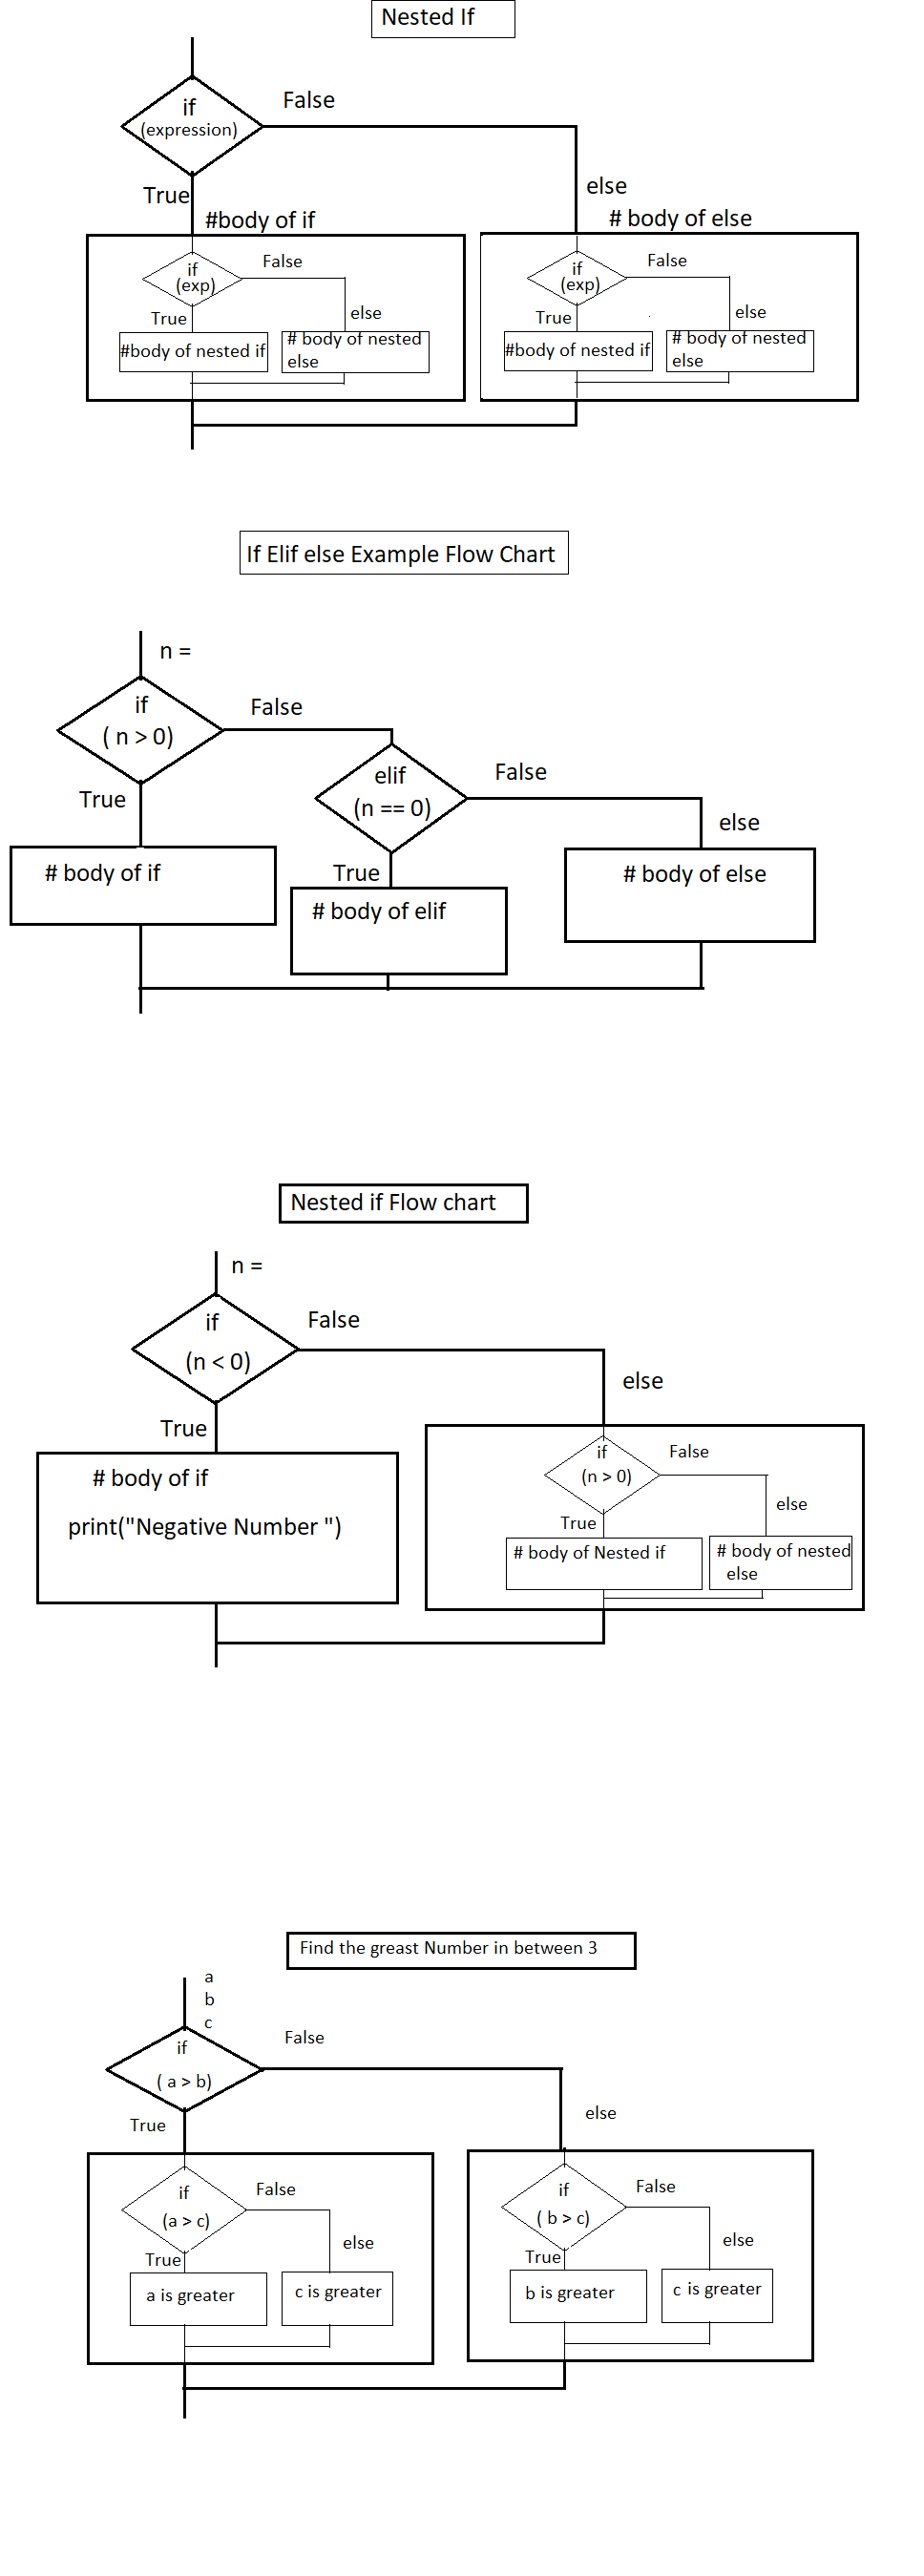 Nested If
if
(expression)
False
True
else
#body of if
# body of else
if
(exp)
False
True
else
#body of nested if
# body of nested
else
if
(exp)
False
True
else
#body of nested if
# body of nested
else
If Elif else Example Flow Chart
n =
if
( n > 0)
False
True
elif
(n == 0)
False
True
else
# body of if
# body of elif
# body of else
Nested if Flow chart
n =
if
(n < 0)
False
True
else
# body of if
print("Negative Number ")
if
(n > 0)
False
True
else
# body of Nested if
# body of nested
else
Find the greast Number in between 3
a
b
c
if
( a > b)
False
True
else
if
(a > c)
False
True
else
a is greater
c is greater
if
( b > c)
False
True
else
b is greater
c is greater